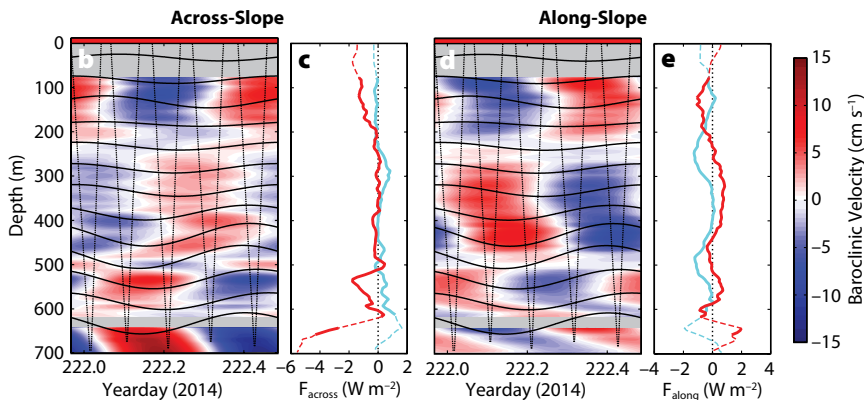 Across-Slope
Along-Slope
b
c
d
e
0
100
200
300
400
500
600
700
Depth (m)
222.0 222.2 222.4
Yearday (2014)
−6 −4 −2 0 2
F_across (W m⁻²)
222.0 222.2 222.4
Yearday (2014)
−4 −2 0 2 4
F_along (W m⁻²)
15
10
5
0
−5
−10
−15
Baroclinic Velocity (cm s⁻¹)